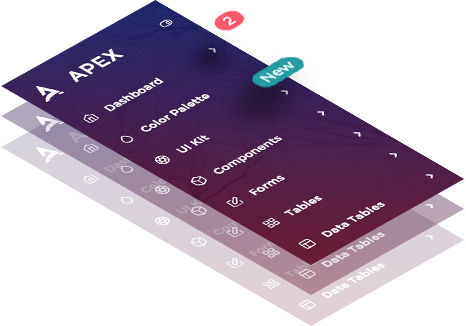 APEX
2
Dashboard
Color Palette
New
UI Kit
Components
Forms
Tables
Data Tables
Data Tables
Data Tables